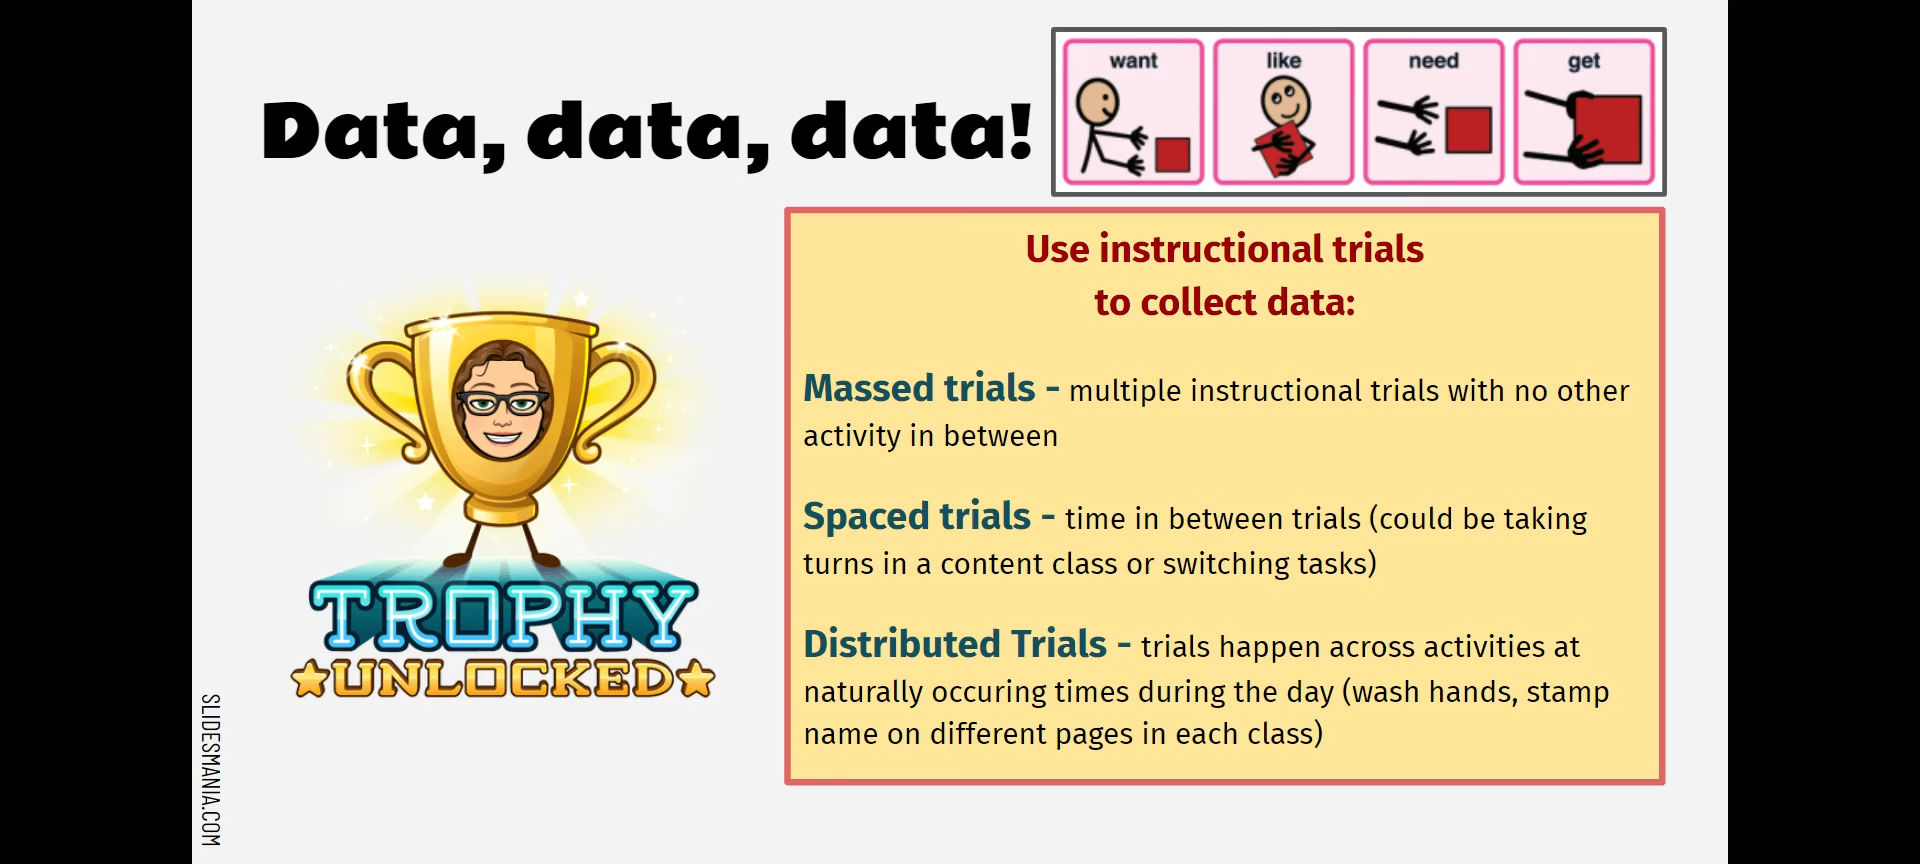 Data, data, data!
want like need get
Use instructional trials
to collect data:
Massed trials - multiple instructional trials with no other
activity in between
Spaced trials - time in between trials (could be taking
turns in a content class or switching tasks)
Distributed Trials - trials happen across activities at
naturally occuring times during the day (wash hands, stamp
name on different pages in each class)
TROPHY
UNLOCKED
SLIDESMANIA.COM